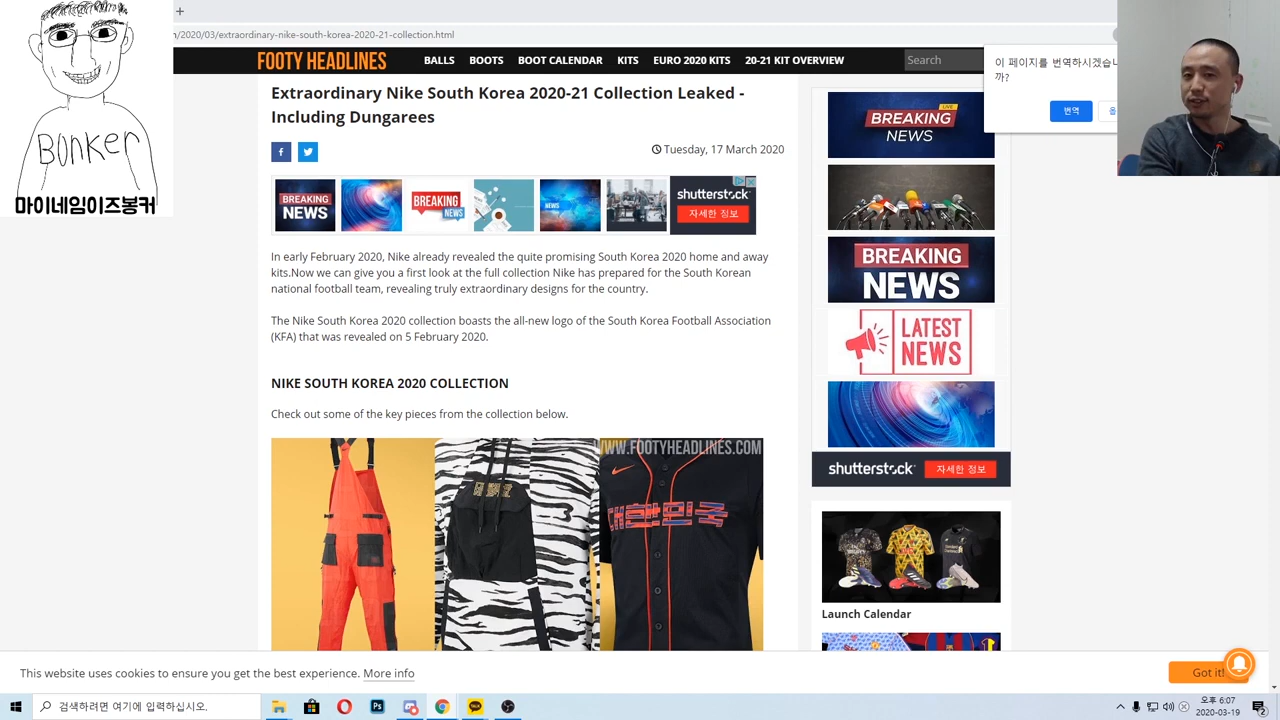 +
/2020/03/extraordinary-nike-south-korea-2020-21-collection.html
FOOTY HEADLINES
BALLS
BOOTS
BOOT CALENDAR
KITS
EURO 2020 KITS
20-21 KIT OVERVIEW
Search
이 페이지를 번역하시겠습니
까?
번역
BONKER
마이네임이즈봉커
Extraordinary Nike South Korea 2020-21 Collection Leaked -
Including Dungarees
Tuesday, 17 March 2020
BREAKING
NEWS
BREAKING
NEWS
NEWS
shutterstock
자세한 정보
In early February 2020, Nike already revealed the quite promising South Korea 2020 home and away
kits.Now we can give you a first look at the full collection Nike has prepared for the South Korean
national football team, revealing truly extraordinary designs for the country.
The Nike South Korea 2020 collection boasts the all-new logo of the South Korea Football Association
(KFA) that was revealed on 5 February 2020.
NIKE SOUTH KOREA 2020 COLLECTION
Check out some of the key pieces from the collection below.
WWW.FOOTYHEADLINES.COM
대한민국
LIVE
BREAKING
NEWS
BREAKING
NEWS
LATEST
NEWS
shutterstock
자세한 정보
Launch Calendar
This website uses cookies to ensure you get the best experience. More info
Got it!
검색하려면 여기에 입력하십시오.
Ps
TALK
오후 6:07
2020-03-19
2